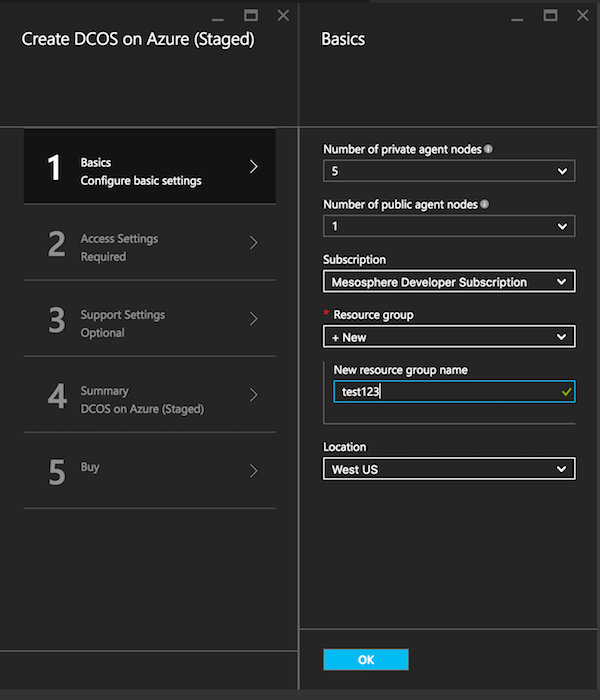 Create DCOS on Azure (Staged)
1
Basics
Configure basic settings
2
Access Settings
Required
3
Support Settings
Optional
4
Summary
DCOS on Azure (Staged)
5
Buy
Basics
Number of private agent nodes
5
Number of public agent nodes
1
Subscription
Mesosphere Developer Subscription
* Resource group
+ New
New resource group name
test123
Location
West US
OK